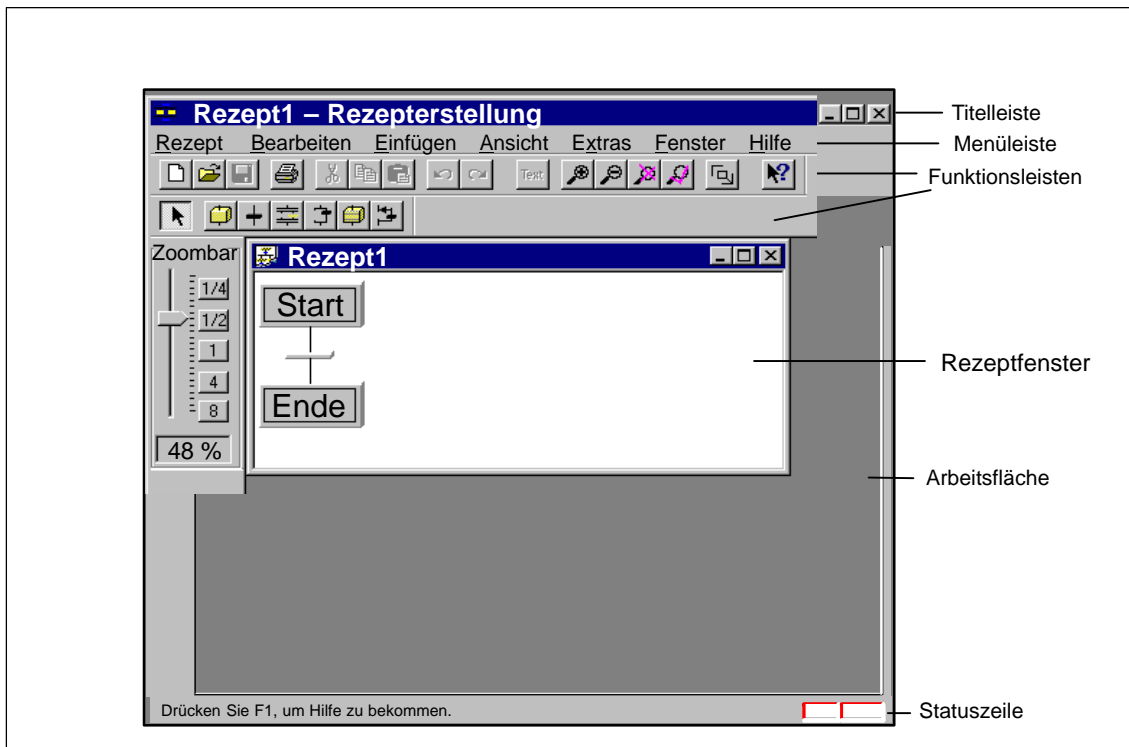 Rezept1 – Rezepterstellung
Titelleiste
Rezept Bearbeiten Einfügen Ansicht Extras Fenster Hilfe
Menüleiste
Text
Funktionsleisten
Zoombar
Rezept1
1/4
Start
1/2
1
Rezeptfenster
4
Ende
8
48 %
Arbeitsfläche
Drücken Sie F1, um Hilfe zu bekommen.
Statuszeile